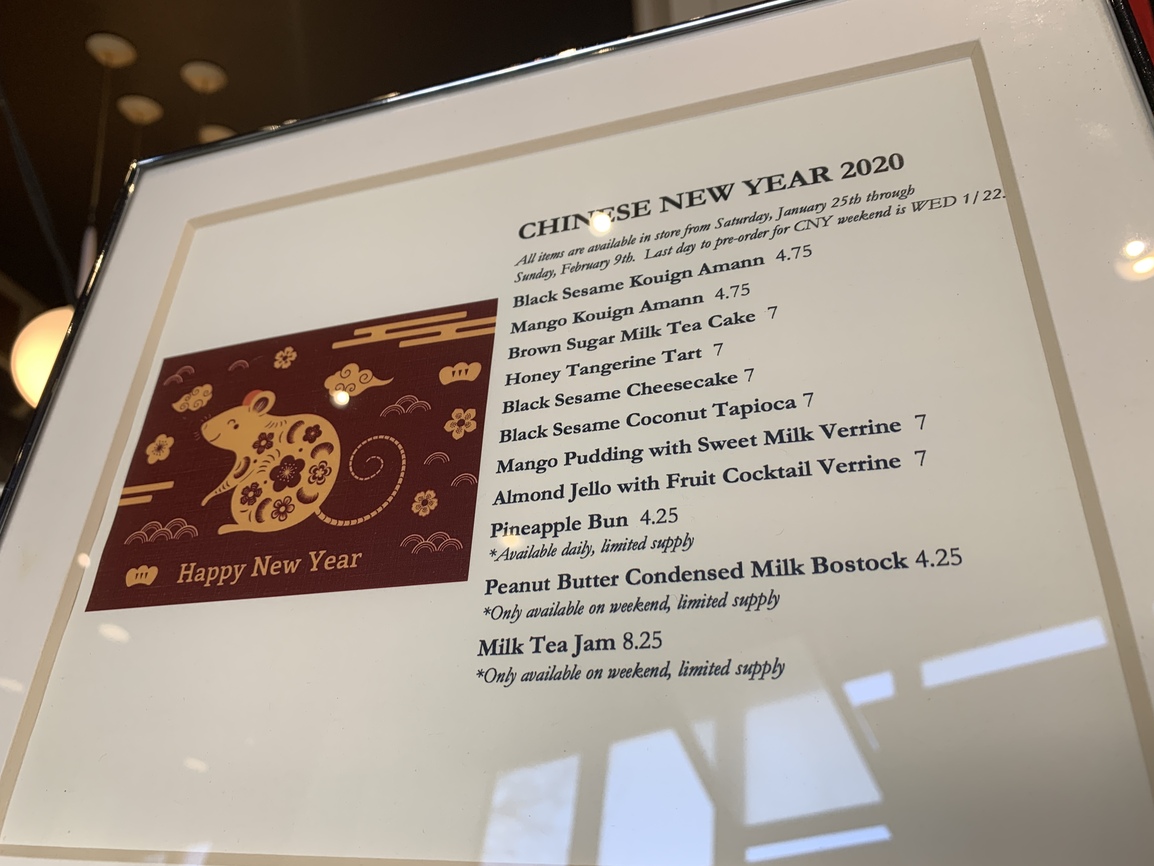 CHINESE NEW YEAR 2020
All items are available in store from Saturday, January 25th through
Sunday, February 9th. Last day to pre-order for CNY weekend is WED 1/22.
Black Sesame Kouign Amann 4.75
Mango Kouign Amann 4.75
Brown Sugar Milk Tea Cake 7
Honey Tangerine Tart 7
Black Sesame Cheesecake 7
Black Sesame Coconut Tapioca 7
Mango Pudding with Sweet Milk Verrine 7
Almond Jello with Fruit Cocktail Verrine 7
Pineapple Bun 4.25
*Available daily, limited supply
Peanut Butter Condensed Milk Bostock 4.25
*Only available on weekend, limited supply
Milk Tea Jam 8.25
*Only available on weekend, limited supply
Happy New Year